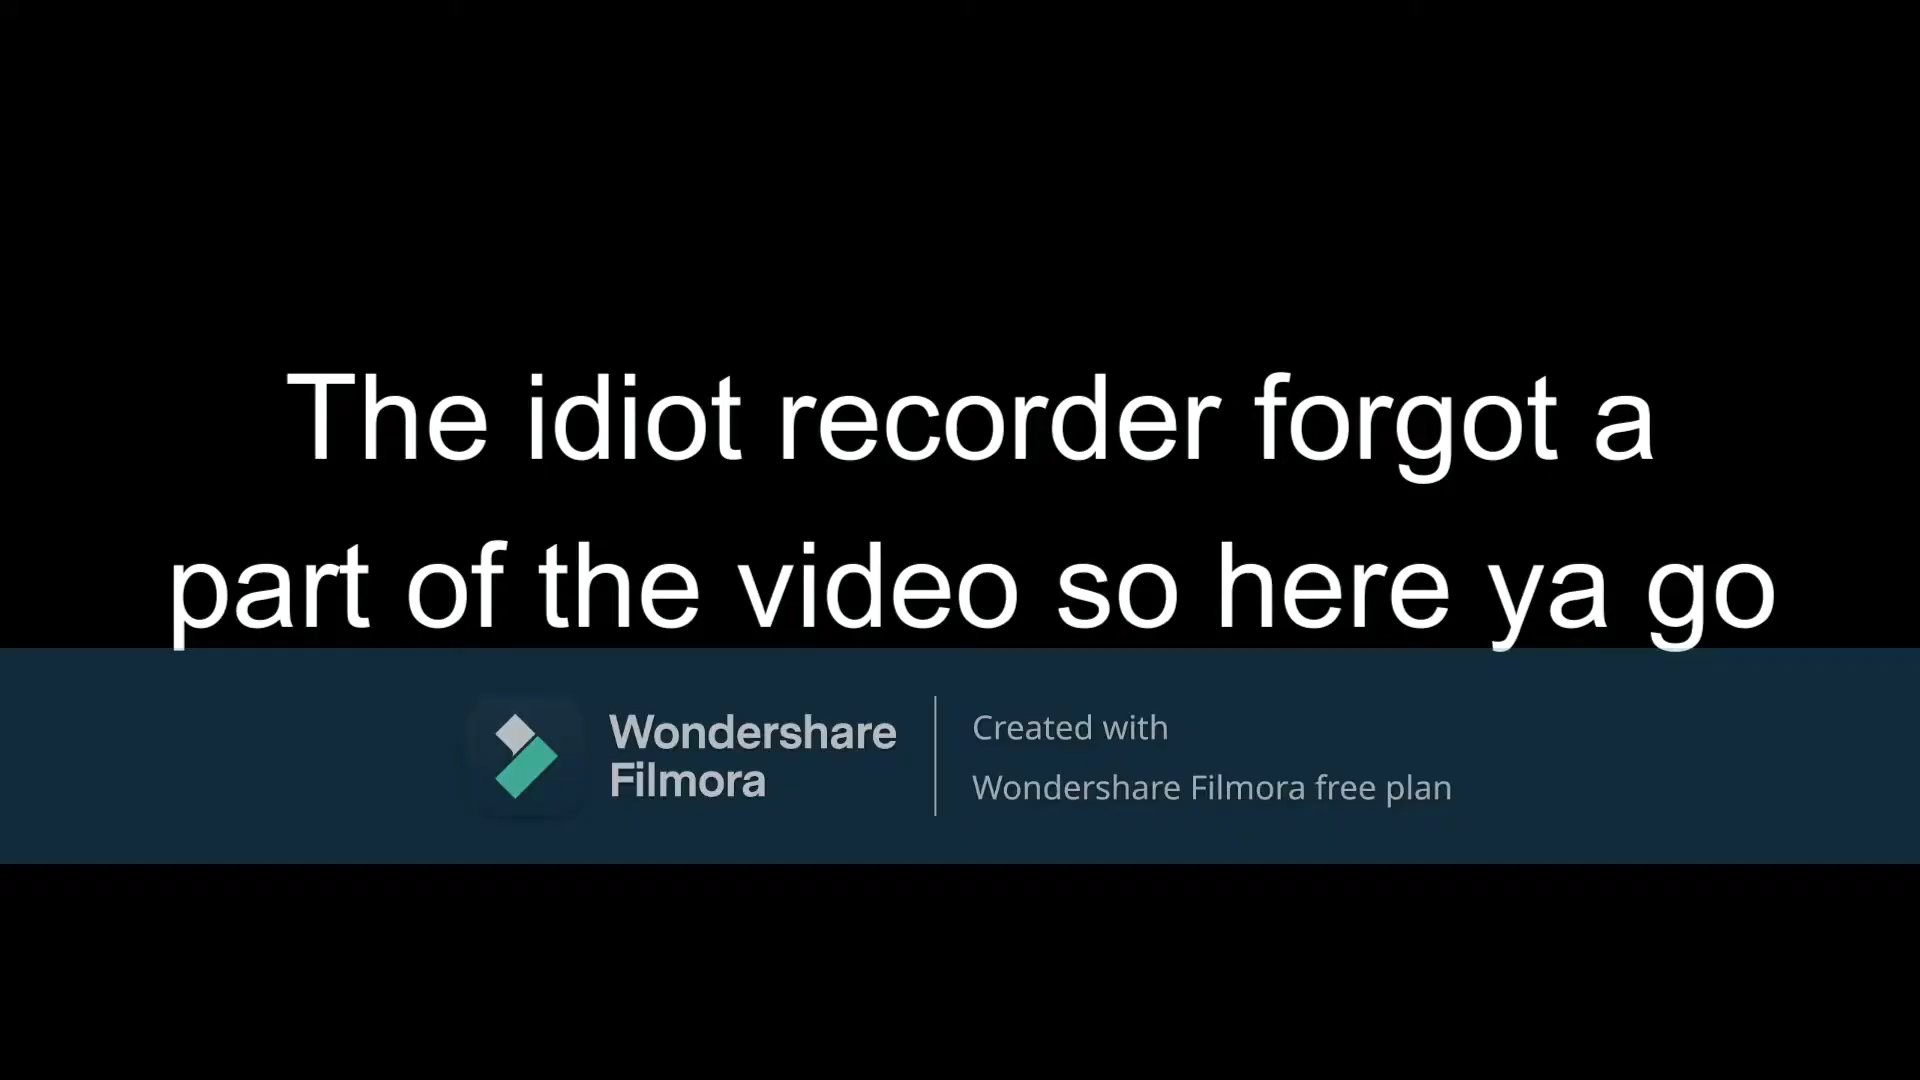 The idiot recorder forgot a
part of the video so here ya go
Wondershare
Filmora
Created with
Wondershare Filmora free plan